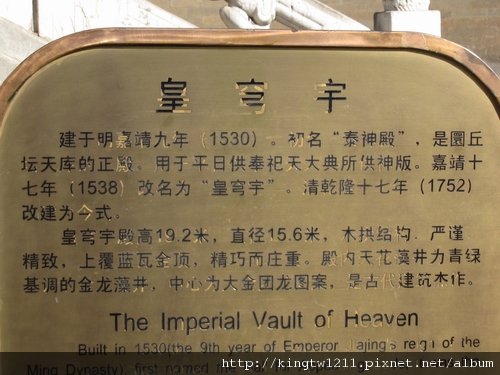 皇穹宇
建于明嘉靖九年（1530）。初名“泰神殿”，是圜丘
坛天库的正殿。用于平日供奉祀天大典所供神版。嘉靖十
七年（1538）改名为“皇穹宇”。清乾隆十七年（1752）
改建为今式。
皇穹宇殿高19.2米，直径15.6米，木拱结构．严谨
精致，上覆蓝瓦金顶，精巧而庄重。殿内天花藻井为青绿
基调的金龙藻井，中心为大金团龙图案，是古代建筑杰作。
The Imperial Vault of Heaven
Built in 1530(the 9th year of Emperor Jiajing's reign of the
Ming Dynasty), first named
http://kingtw1211.pixnet.net/album